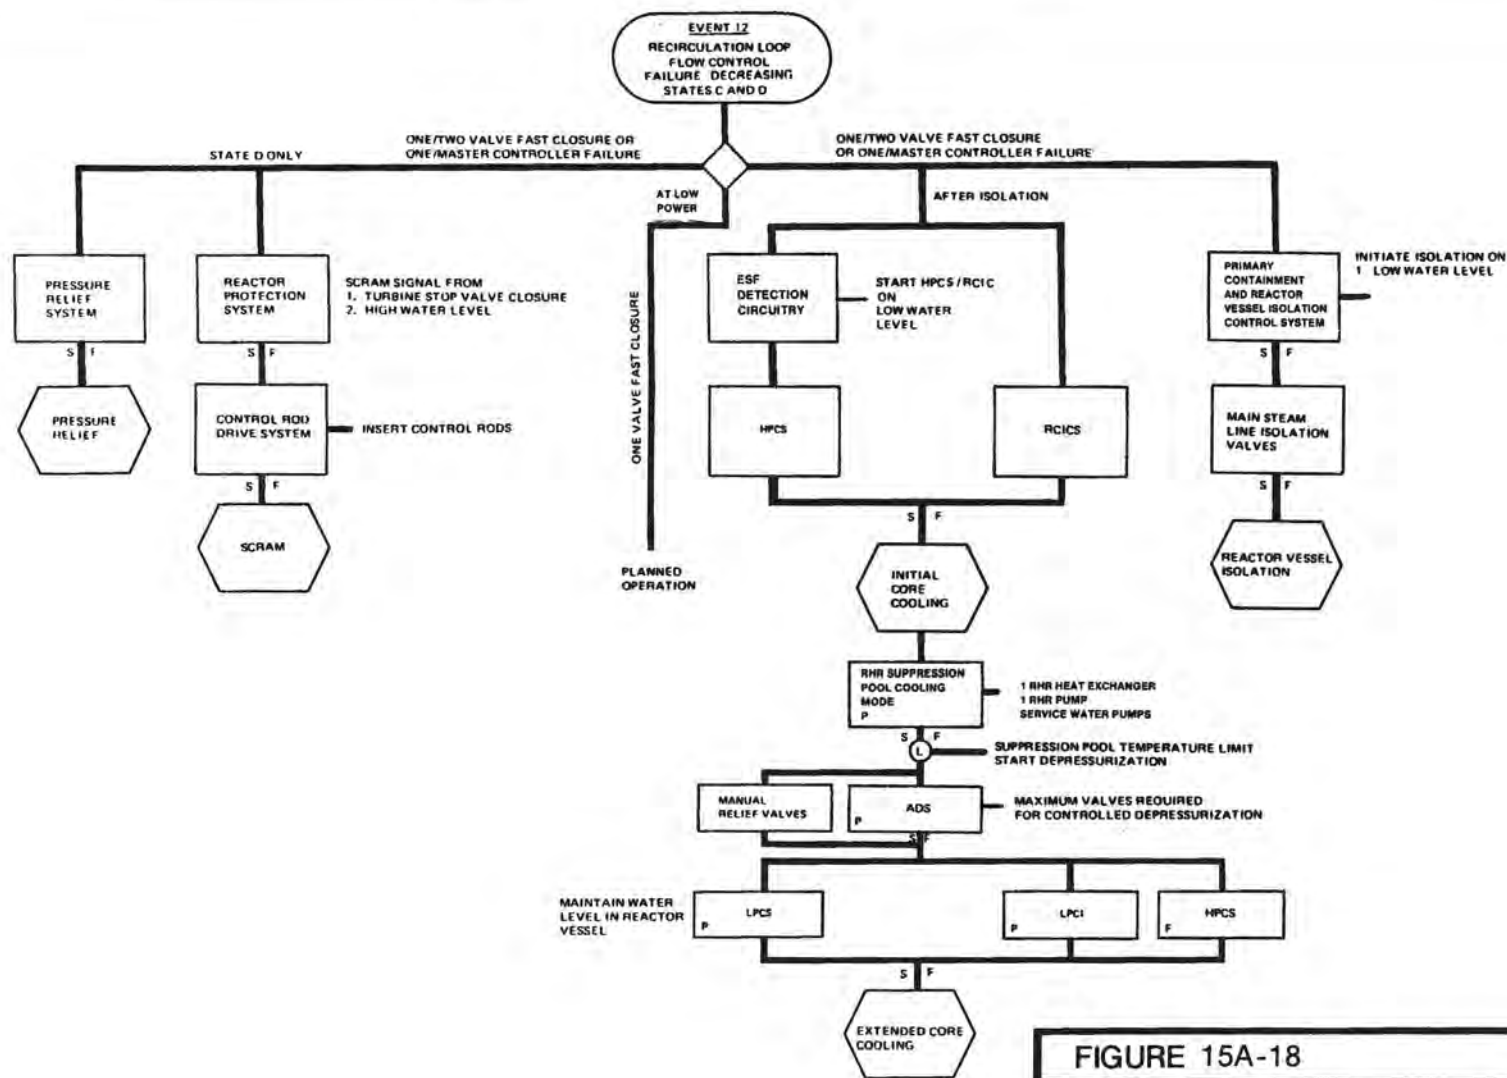 EVENT 12
RECIRCULATION LOOP
FLOW CONTROL
FAILURE DECREASING
STATES C AND D
STATE D ONLY
ONE/TWO VALVE FAST CLOSURE OR
ONE/MASTER CONTROLLER FAILURE
ONE/TWO VALVE FAST CLOSURE
OR ONE/MASTER CONTROLLER FAILURE
AT LOW
POWER
AFTER ISOLATION
PRESSURE
RELIEF
SYSTEM
S F
PRESSURE
RELIEF
REACTOR
PROTECTION
SYSTEM
S F
SCRAM SIGNAL FROM
1. TURBINE STOP VALVE CLOSURE
2. HIGH WATER LEVEL
CONTROL ROD
DRIVE SYSTEM
INSERT CONTROL RODS
S F
SCRAM
ONE VALVE FAST CLOSURE
PLANNED
OPERATION
ESF
DETECTION
CIRCUITRY
START HPCS/RCIC
ON
LOW WATER
LEVEL
HPCS
RCICS
S F
INITIAL
CORE
COOLING
PRIMARY
CONTAINMENT
AND REACTOR
VESSEL ISOLATION
CONTROL SYSTEM
INITIATE ISOLATION ON
1 LOW WATER LEVEL
S F
MAIN STEAM
LINE ISOLATION
VALVES
S F
REACTOR VESSEL
ISOLATION
RHR SUPPRESSION
POOL COOLING
MODE
P
1 RHR HEAT EXCHANGER
1 RHR PUMP
SERVICE WATER PUMPS
S F
L
SUPPRESSION POOL TEMPERATURE LIMIT
START DEPRESSURIZATION
MANUAL
RELIEF VALVES
ADS
P
MAXIMUM VALVES REQUIRED
FOR CONTROLLED DEPRESSURIZATION
S F
MAINTAIN WATER
LEVEL IN REACTOR
VESSEL
LPCS
P
LPCI
P
HPCS
F
S F
EXTENDED CORE
COOLING
FIGURE 15A-18